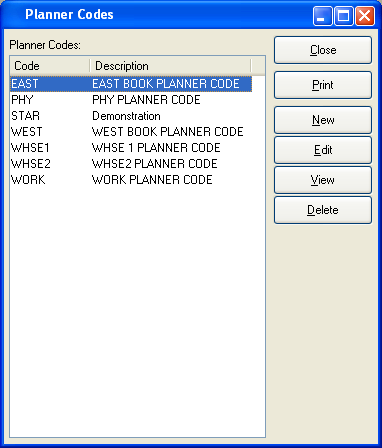 Planner Codes
Planner Codes:
Code Description
EAST EAST BOOK PLANNER CODE
PHY PHY PLANNER CODE
STAR Demonstration
WEST WEST BOOK PLANNER CODE
WHSE1 WHSE 1 PLANNER CODE
WHSE2 WHSE2 PLANNER CODE
WORK WORK PLANNER CODE
Close
Print
New
Edit
View
Delete